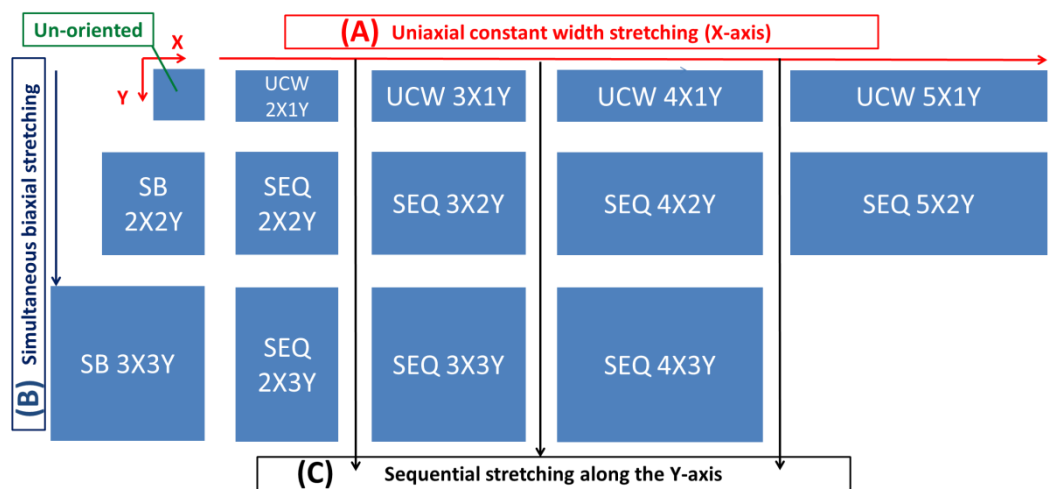 Un-oriented
(A) Uniaxial constant width stretching (X-axis)
X
Y
UCW
2X1Y
UCW 3X1Y
UCW 4X1Y
UCW 5X1Y
SB
2X2Y
SEQ
2X2Y
SEQ 3X2Y
SEQ 4X2Y
SEQ 5X2Y
SB 3X3Y
SEQ
2X3Y
SEQ 3X3Y
SEQ 4X3Y
(B) Simultaneous biaxial stretching
(C) Sequential stretching along the Y-axis